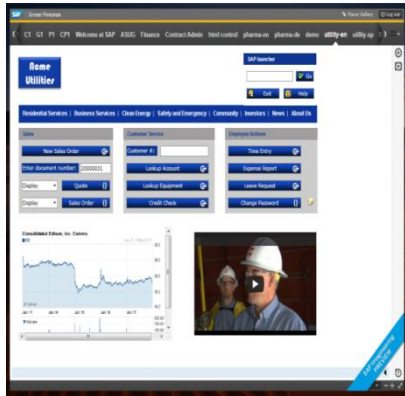 SAP Screen Personas Flavor Gallery Log out
C1 G1 P1 CP1 Welcome at SAP ASUG Finance Contract Admin html control pharma-en pharma-de demo utility-en utility-sp
Acme
Utilities
SAP launcher
Go
Exit Help
Residential Services | Business Services | Clean Energy | Safety and Emergency | Community | Investors | News | About Us
Sales Customer Service Employee Actions
New Sales Order Customer #: Time Entry
Enter document number: Lookup Account Expense Report
Display Quote Lookup Equipment Leave Request
Display Sales Order Credit Check Change Password
Consolidated Edison, Inc. Common
Volume
SAP Imagineering
PREVIEW